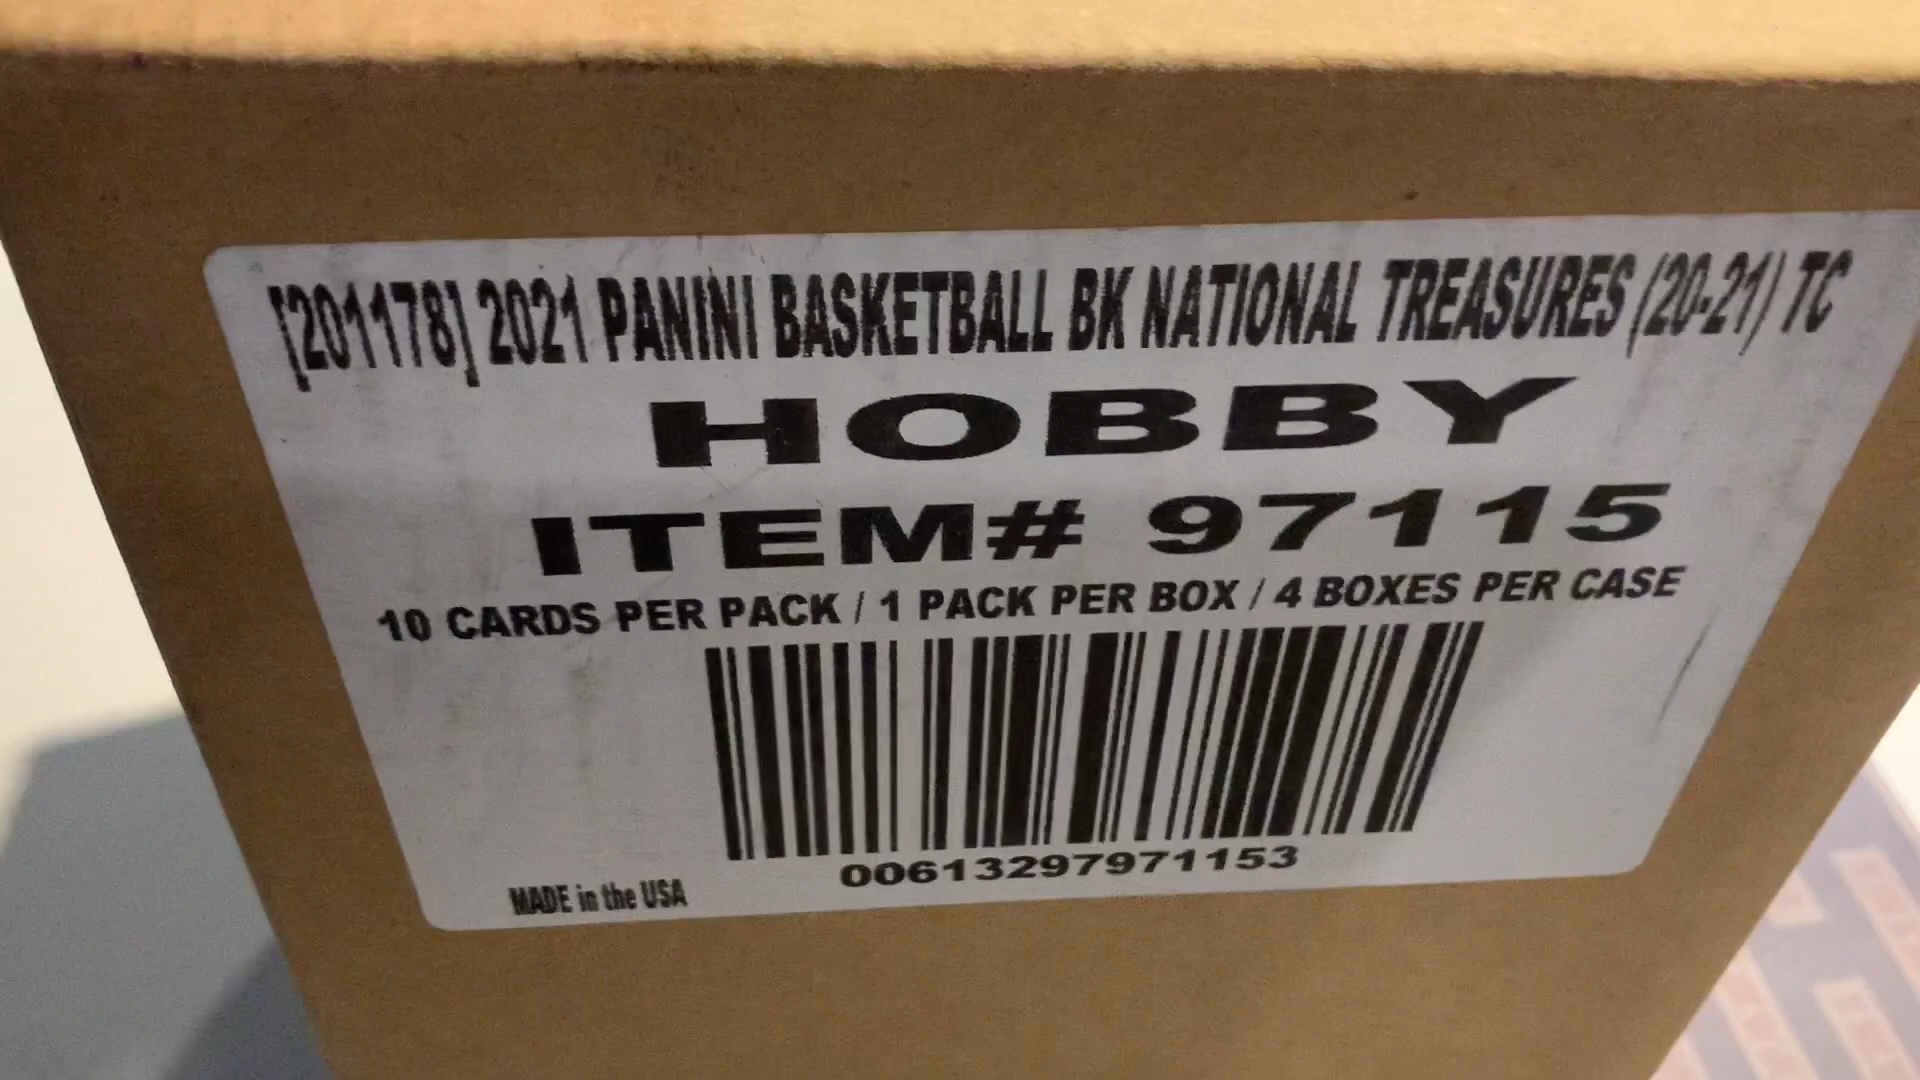 [201178] 2021 PANINI BASKETBALL BK NATIONAL TREASURES (20-21) TC
HOBBY
ITEM# 97115
10 CARDS PER PACK / 1 PACK PER BOX / 4 BOXES PER CASE
00613297971153
MADE in the USA